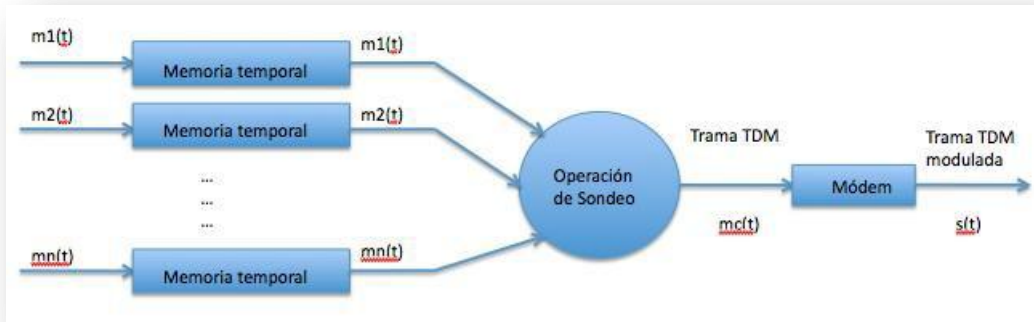 m1(t)
Memoria temporal
m1(t)
m2(t)
Memoria temporal
m2(t)
...
...
...
mn(t)
Memoria temporal
mn(t)
Operación
de Sondeo
Trama TDM
mc(t)
Módem
Trama TDM
modulada
s(t)